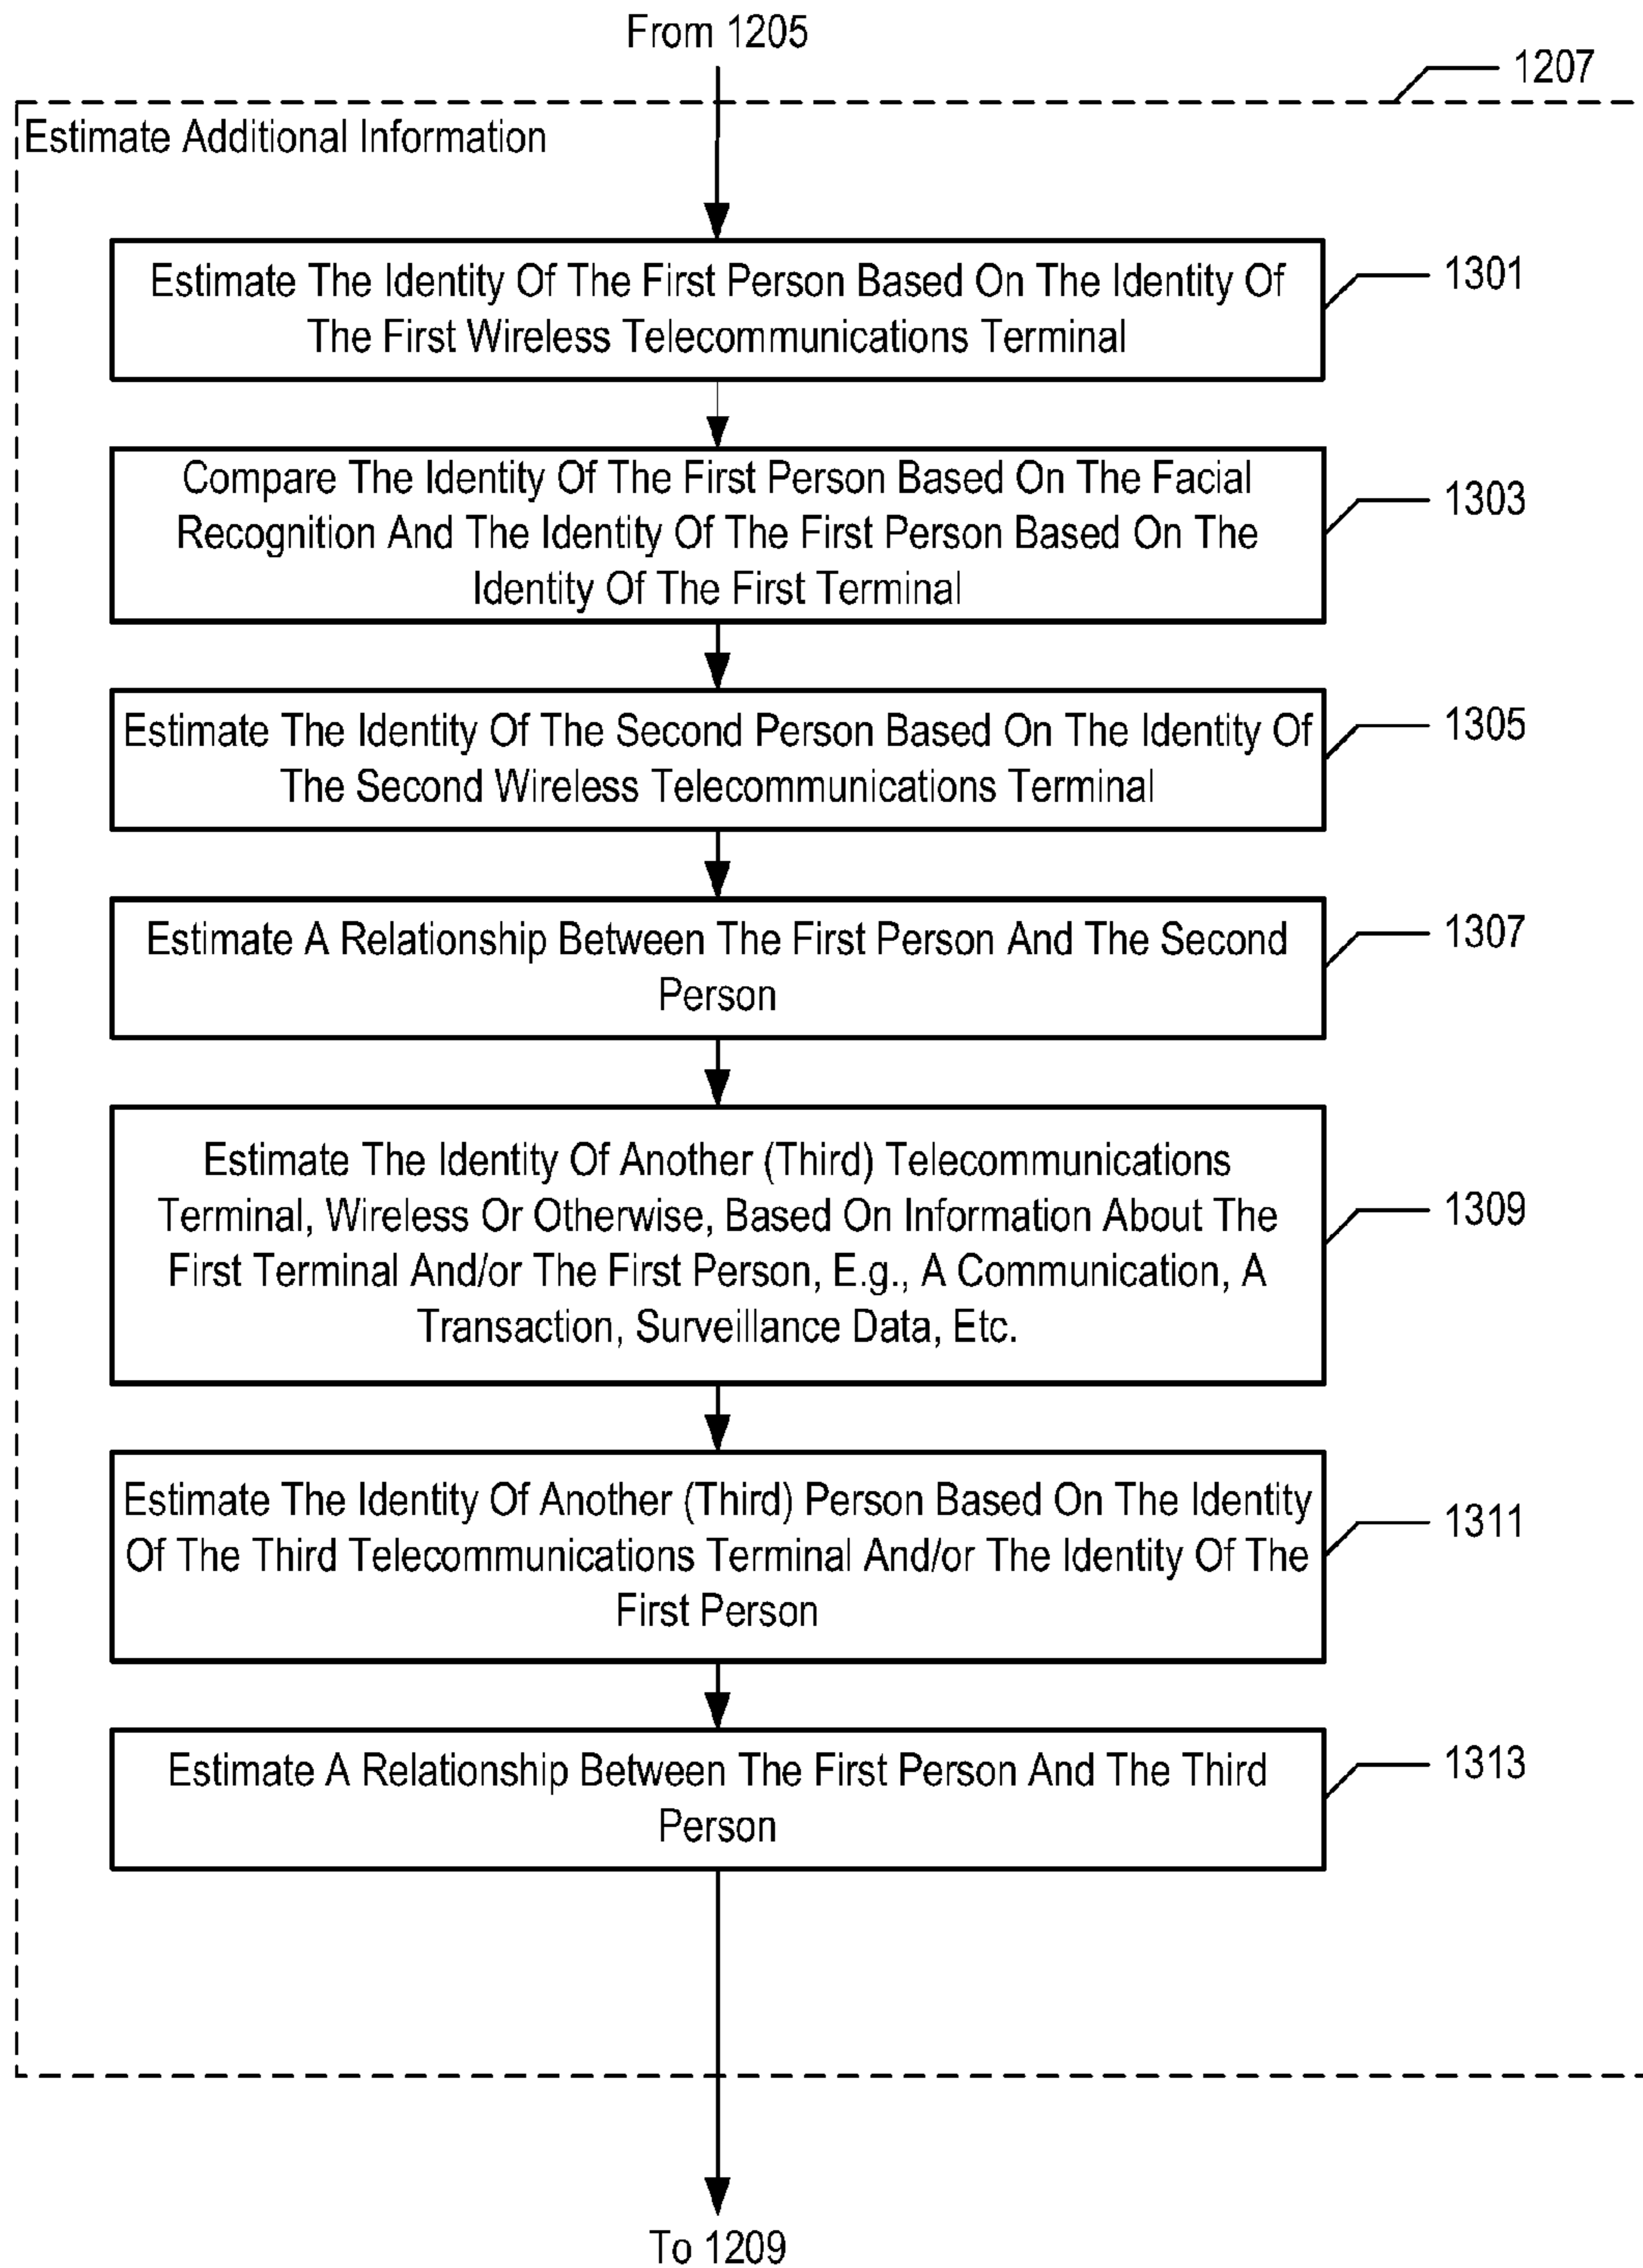 From 1205
1207
Estimate Additional Information
Estimate The Identity Of The First Person Based On The Identity Of
The First Wireless Telecommunications Terminal
1301
Compare The Identity Of The First Person Based On The Facial
Recognition And The Identity Of The First Person Based On The
Identity Of The First Terminal
1303
Estimate The Identity Of The Second Person Based On The Identity Of
The Second Wireless Telecommunications Terminal
1305
Estimate A Relationship Between The First Person And The Second
Person
1307
Estimate The Identity Of Another (Third) Telecommunications
Terminal, Wireless Or Otherwise, Based On Information About The
First Terminal And/or The First Person, E.g., A Communication, A
Transaction, Surveillance Data, Etc.
1309
Estimate The Identity Of Another (Third) Person Based On The Identity
Of The Third Telecommunications Terminal And/or The Identity Of The
First Person
1311
Estimate A Relationship Between The First Person And The Third
Person
1313
To 1209